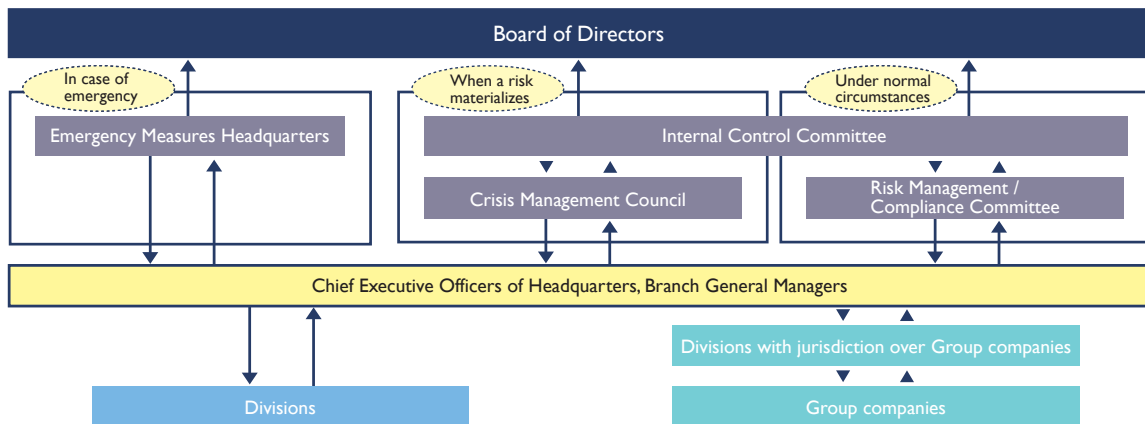 Board of Directors
In case of
emergency
When a risk
materializes
Under normal
circumstances
Emergency Measures Headquarters
Internal Control Committee
Crisis Management Council
Risk Management /
Compliance Committee
Chief Executive Officers of Headquarters, Branch General Managers
Divisions with jurisdiction over Group companies
Divisions
Group companies